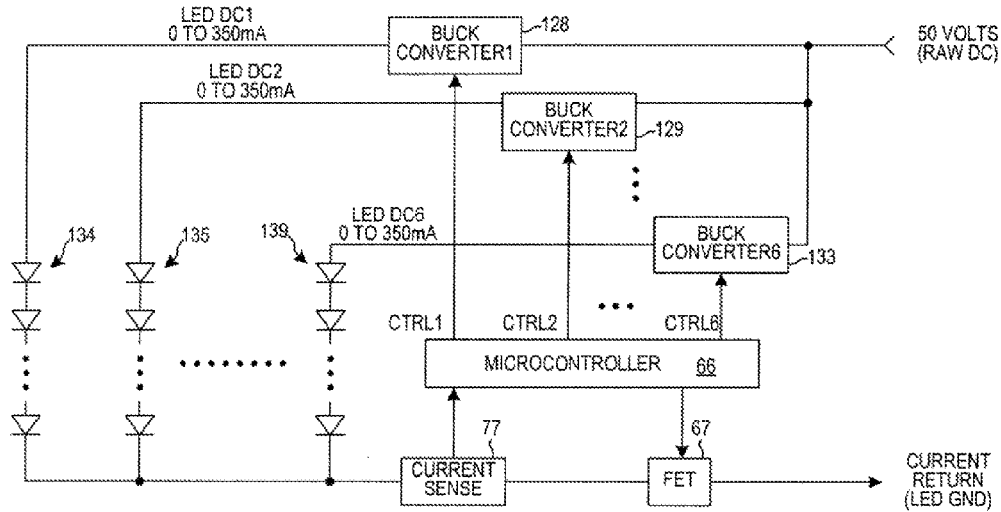 LED DC1
0 TO 350mA
BUCK
CONVERTER1
128
50 VOLTS
(RAW DC)
LED DC2
0 TO 350mA
BUCK
CONVERTER2
129
LED DC6
0 TO 350mA
BUCK
CONVERTER6
133
134
135
139
CTRL1
CTRL2
CTRL6
MICROCONTROLLER 66
77
67
CURRENT
SENSE
FET
CURRENT
RETURN
(LED GND)